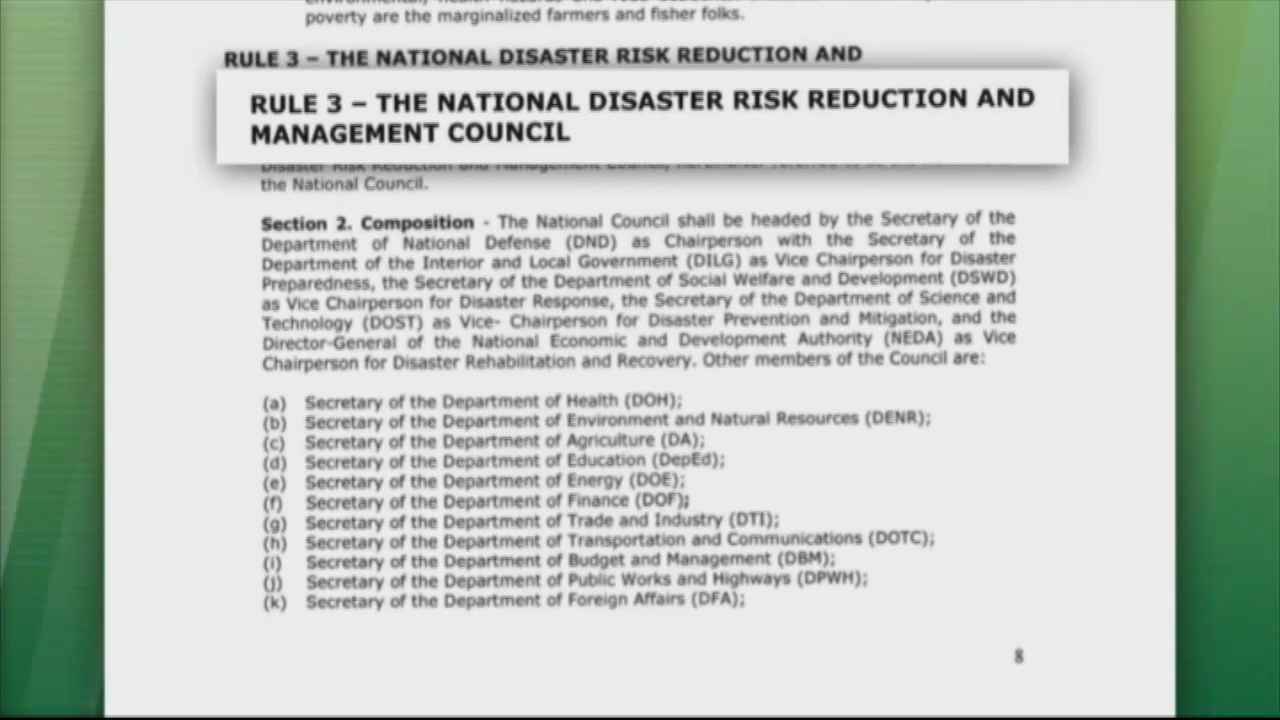 poverty are the marginalized farmers and fisher folks.
RULE 3 – THE NATIONAL DISASTER RISK REDUCTION AND
RULE 3 – THE NATIONAL DISASTER RISK REDUCTION AND
MANAGEMENT COUNCIL
Disaster Risk Reduction and Management Council, hereinafter referred to as the
the National Council.
Section 2. Composition - The National Council shall be headed by the Secretary of the
Department of National Defense (DND) as Chairperson with the Secretary of the
Department of the Interior and Local Government (DILG) as Vice Chairperson for Disaster
Preparedness, the Secretary of the Department of Social Welfare and Development (DSWD)
as Vice Chairperson for Disaster Response, the Secretary of the Department of Science and
Technology (DOST) as Vice- Chairperson for Disaster Prevention and Mitigation, and the
Director-General of the National Economic and Development Authority (NEDA) as Vice
Chairperson for Disaster Rehabilitation and Recovery. Other members of the Council are:
(a) Secretary of the Department of Health (DOH);
(b) Secretary of the Department of Environment and Natural Resources (DENR);
(c) Secretary of the Department of Agriculture (DA);
(d) Secretary of the Department of Education (DepEd);
(e) Secretary of the Department of Energy (DOE);
(f) Secretary of the Department of Finance (DOF);
(g) Secretary of the Department of Trade and Industry (DTI);
(h) Secretary of the Department of Transportation and Communications (DOTC);
(i) Secretary of the Department of Budget and Management (DBM);
(j) Secretary of the Department of Public Works and Highways (DPWH);
(k) Secretary of the Department of Foreign Affairs (DFA);
8